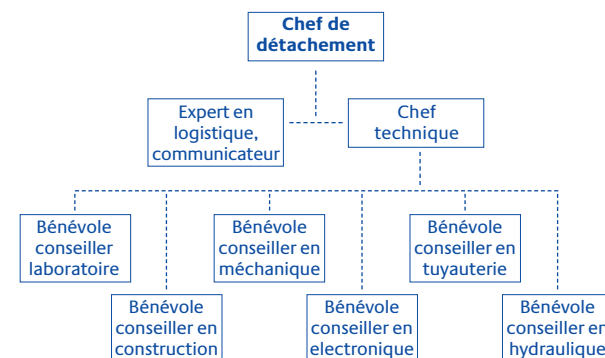 Chef de
détachement
Expert en
logistique,
communicateur
Chef
technique
Bénévole
conseiller
laboratoire
Bénévole
conseiller en
méchanique
Bénévole
conseiller en
tuyauterie
Bénévole
conseiller en
construction
Bénévole
conseiller en
electronique
Bénévole
conseiller en
hydraulique